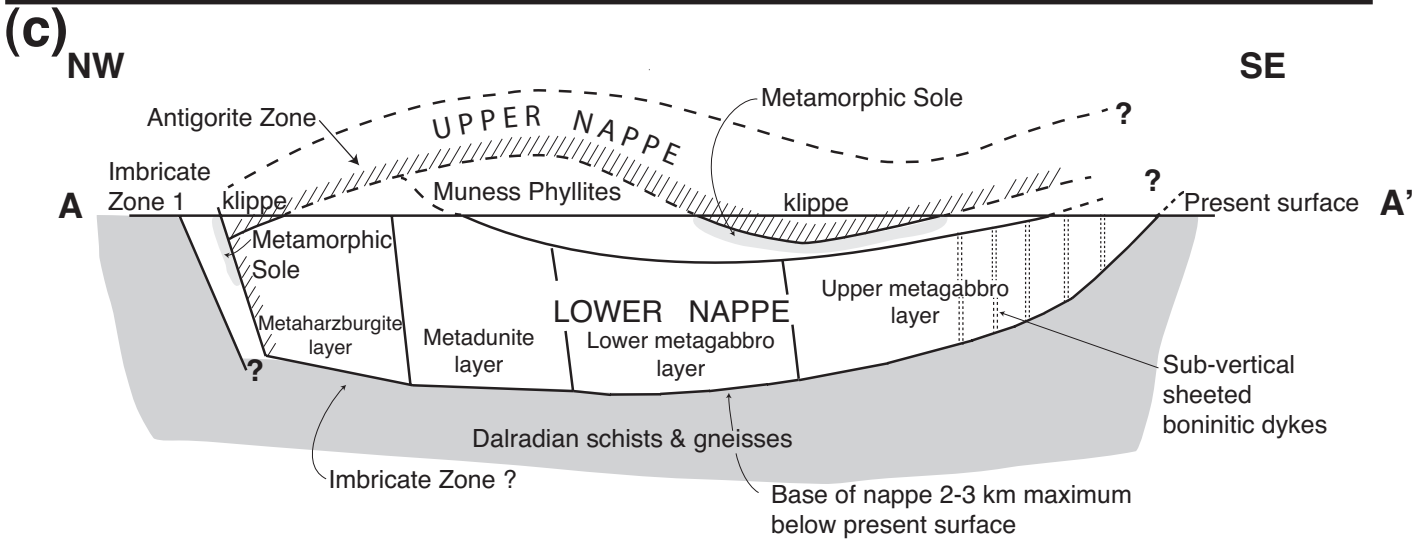 (c)
NW
SE
Metamorphic Sole
Antigorite Zone
UPPER NAPPE
?
Imbricate
Zone 1
klippe
Muness Phyllites
klippe
?
A
Present surface
A’
Metamorphic
Sole
Upper metagabbro
layer
LOWER NAPPE
Metaharzburgite
layer
Metadunite
layer
Lower metagabbro
layer
?
Sub-vertical
sheeted
boninitic dykes
Dalradian schists & gneisses
Imbricate Zone ?
Base of nappe 2-3 km maximum
below present surface